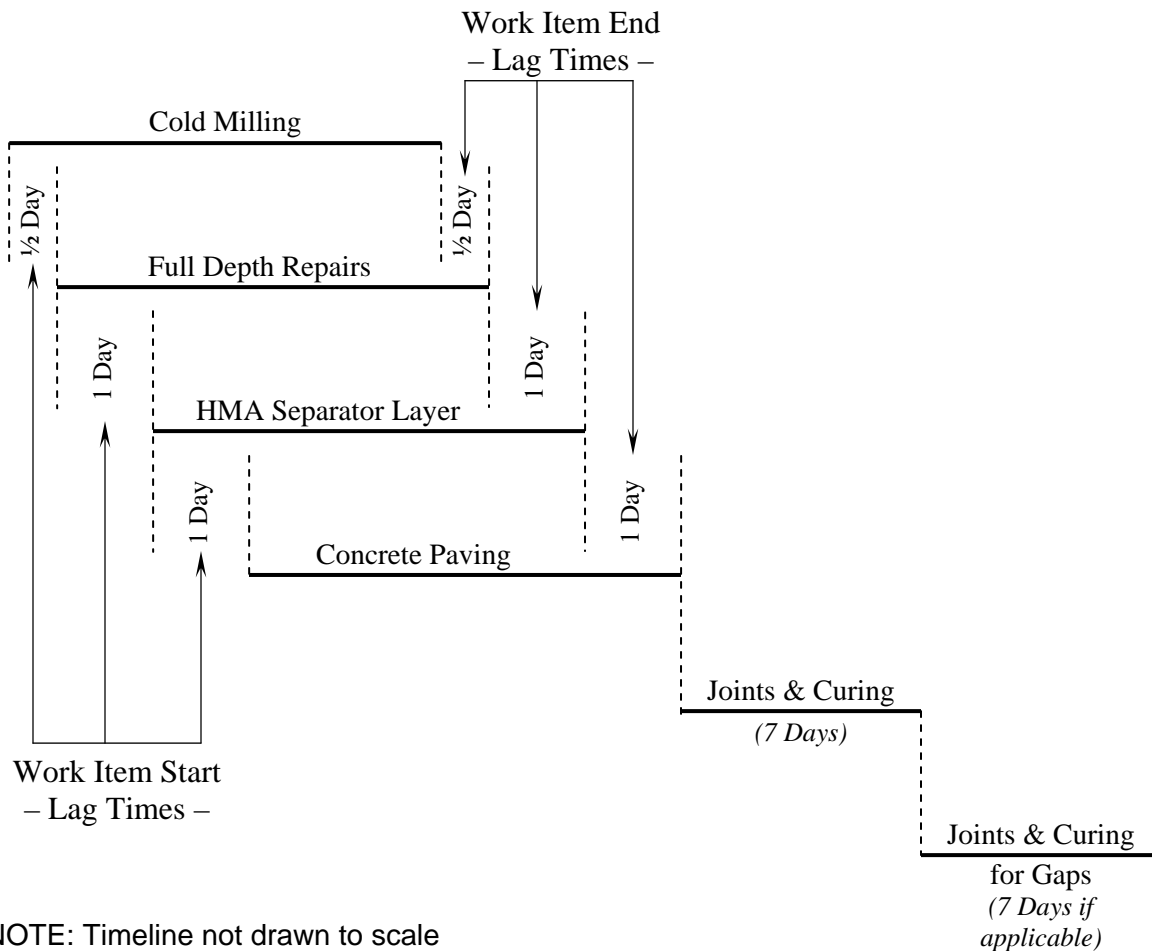 Work Item End
– Lag Times –
Cold Milling
½ Day
½ Day
Full Depth Repairs
1 Day
1 Day
HMA Separator Layer
1 Day
1 Day
Concrete Paving
Joints & Curing
(7 Days)
Work Item Start
– Lag Times –
Joints & Curing
for Gaps
(7 Days if
applicable)
NOTE: Timeline not drawn to scale